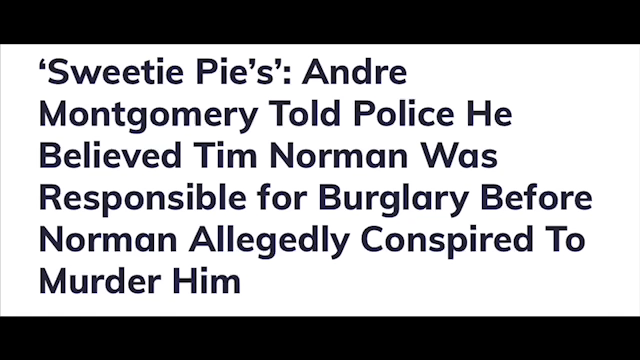 ‘Sweetie Pie’s’: Andre
Montgomery Told Police He
Believed Tim Norman Was
Responsible for Burglary Before
Norman Allegedly Conspired To
Murder Him